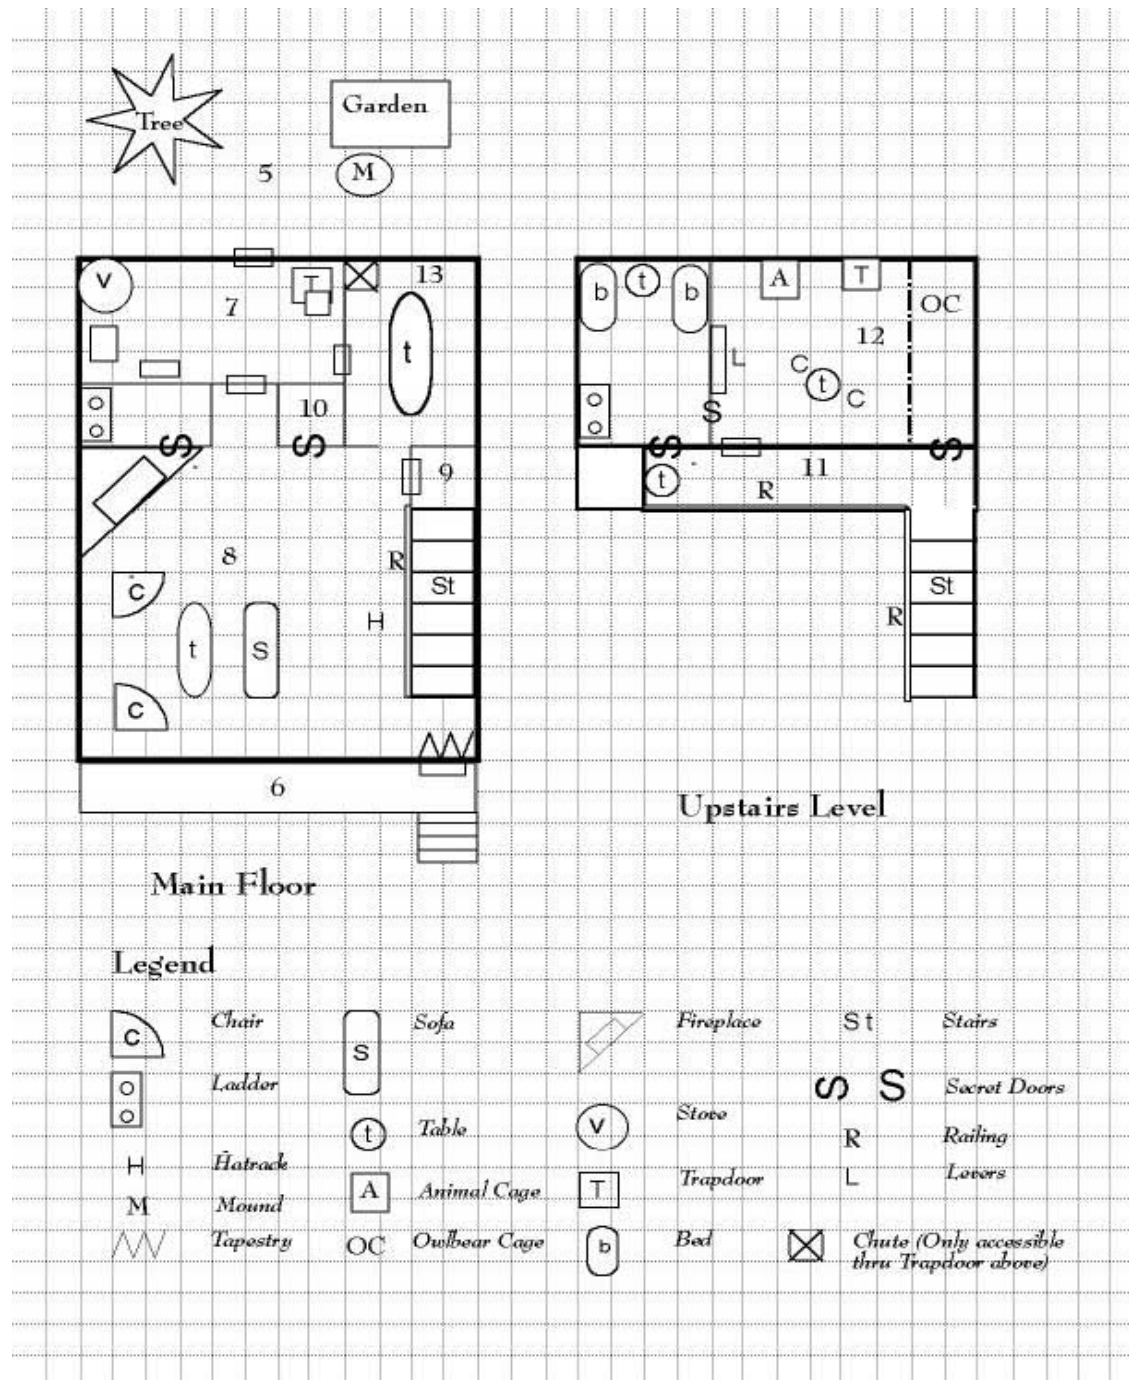 Tree
Garden
5
M
V
T
7
13
t
10
S
S
9
8
C
R
St
H
t
S
C
6
Main Floor
b
t
b
A
T
OC
12
L
C
t
C
S
S
S
11
t
R
St
R
Upstairs Level
Legend
C Chair
S Sofa
Fireplace
St Stairs
Ladder
t Table
V Stove
S S Secret Doors
H Hatrack
A Animal Cage
T Trapdoor
R Railing
M Mound
L Levers
Tapestry
OC Owlbear Cage
b Bed
Chute (Only accessible
thru Trapdoor above)